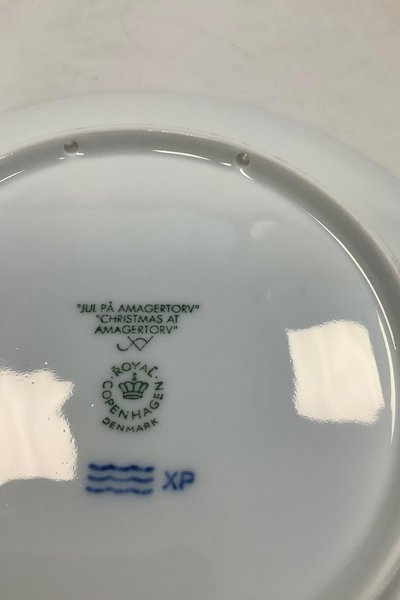 "JUL PÅ AMAGERTORV"
"CHRISTMAS AT
AMAGERTORV"
ROYAL
COPENHAGEN
DENMARK
XP